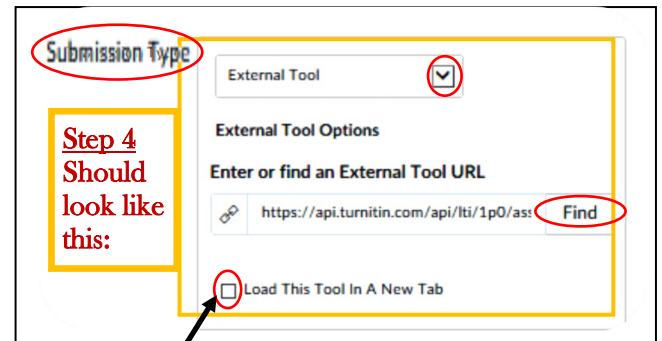 Submission Type
External Tool
External Tool Options
Step 4
Should
look like
this:
Enter or find an External Tool URL
https://api.turnitin.com/api/lti/1p0/ass
Find
Load This Tool In A New Tab